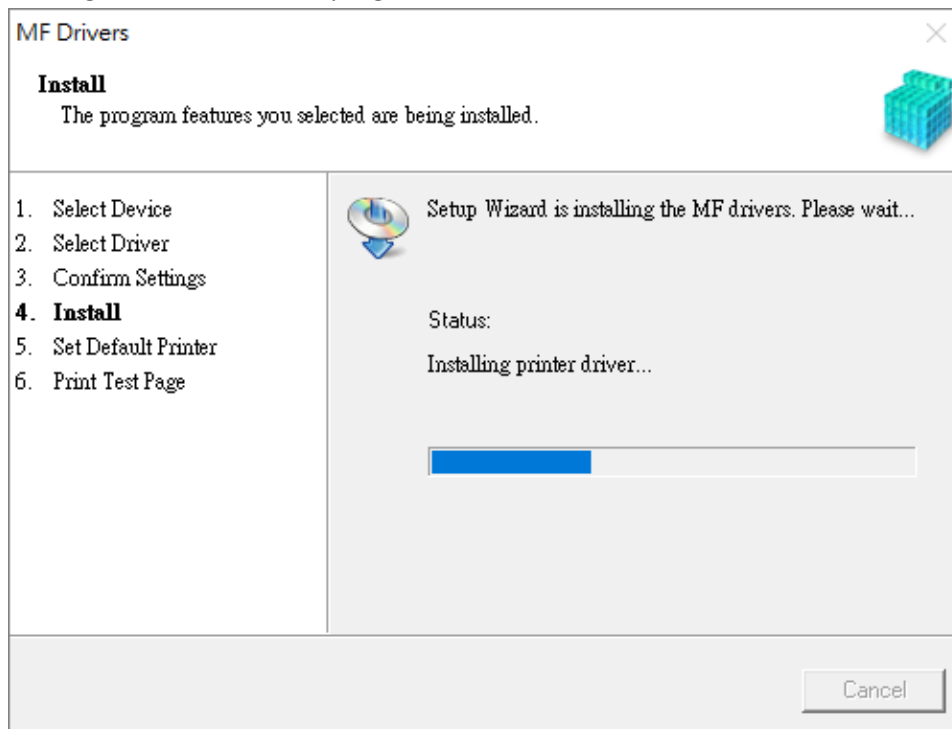 MF Drivers
Install
The program features you selected are being installed.
1. Select Device
2. Select Driver
3. Confirm Settings
4. Install
5. Set Default Printer
6. Print Test Page
Setup Wizard is installing the MF drivers. Please wait...
Status:
Installing printer driver...
Cancel